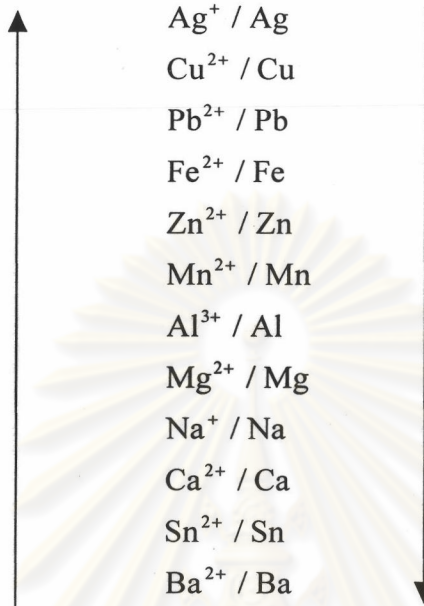 Ag⁺ / Ag
Cu²⁺ / Cu
Pb²⁺ / Pb
Fe²⁺ / Fe
Zn²⁺ / Zn
Mn²⁺ / Mn
Al³⁺ / Al
Mg²⁺ / Mg
Na⁺ / Na
Ca²⁺ / Ca
Sn²⁺ / Sn
Ba²⁺ / Ba